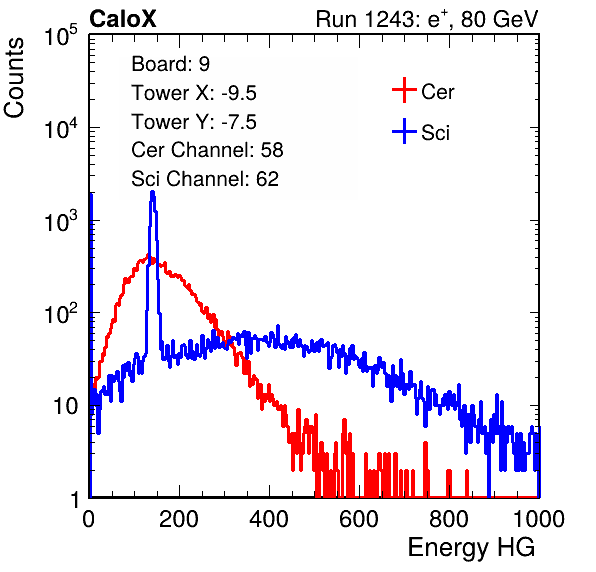 CaloX Run 1243: e⁺, 80 GeV
Counts
Board: 9
Tower X: -9.5
Tower Y: -7.5
Cer Channel: 58
Sci Channel: 62
Cer
Sci
10⁵
10⁴
10³
10²
10
1
0 200 400 600 800 1000
Energy HG